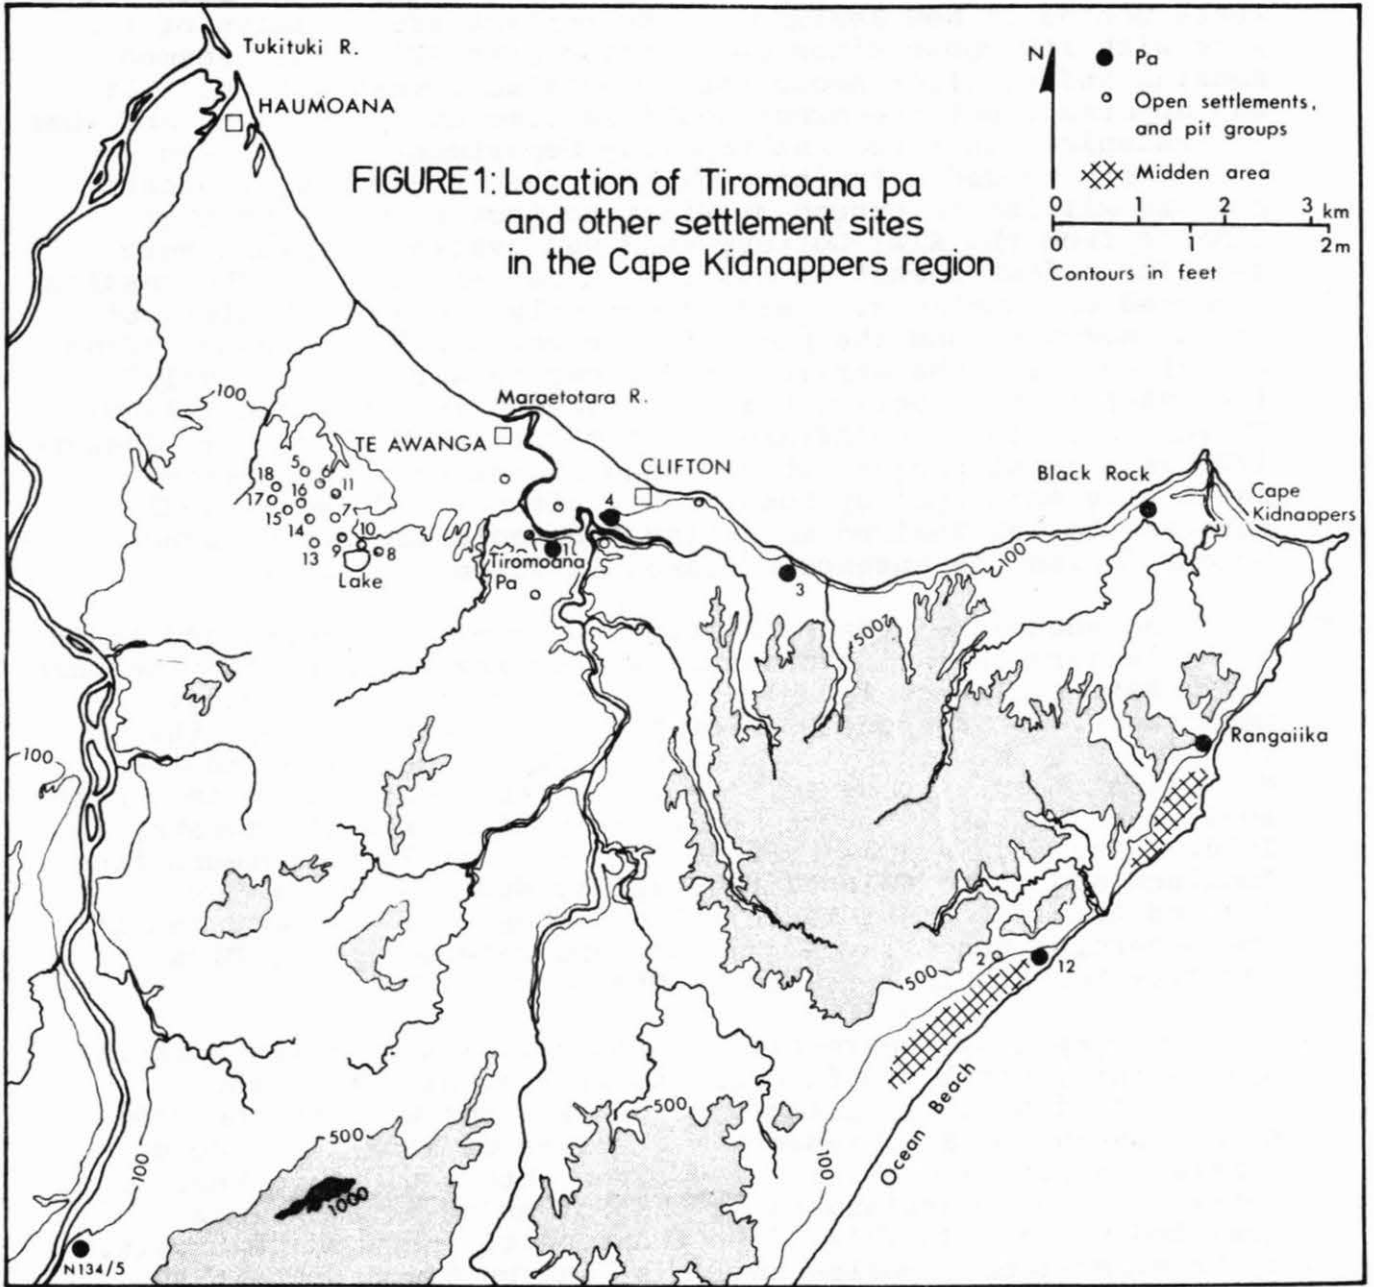 Tukituki R.
HAUMOANA
FIGURE 1: Location of Tiromoana pa
and other settlement sites
in the Cape Kidnappers region
N
Pa
Open settlements,
and pit groups
Midden area
0 1 2 3 km
0 1 2m
Contours in feet
100
Maraetotara R.
TE AWANGA
CLIFTON
Black Rock
Cape
Kidnappers
5
6
18
11
17
16
15
14
7
10
13
9
8
Lake
4
1
Tiromoana
Pa
3
100
500
Rangaiika
100
2
12
500
Ocean Beach
100
500
500
1000
100
N134/5